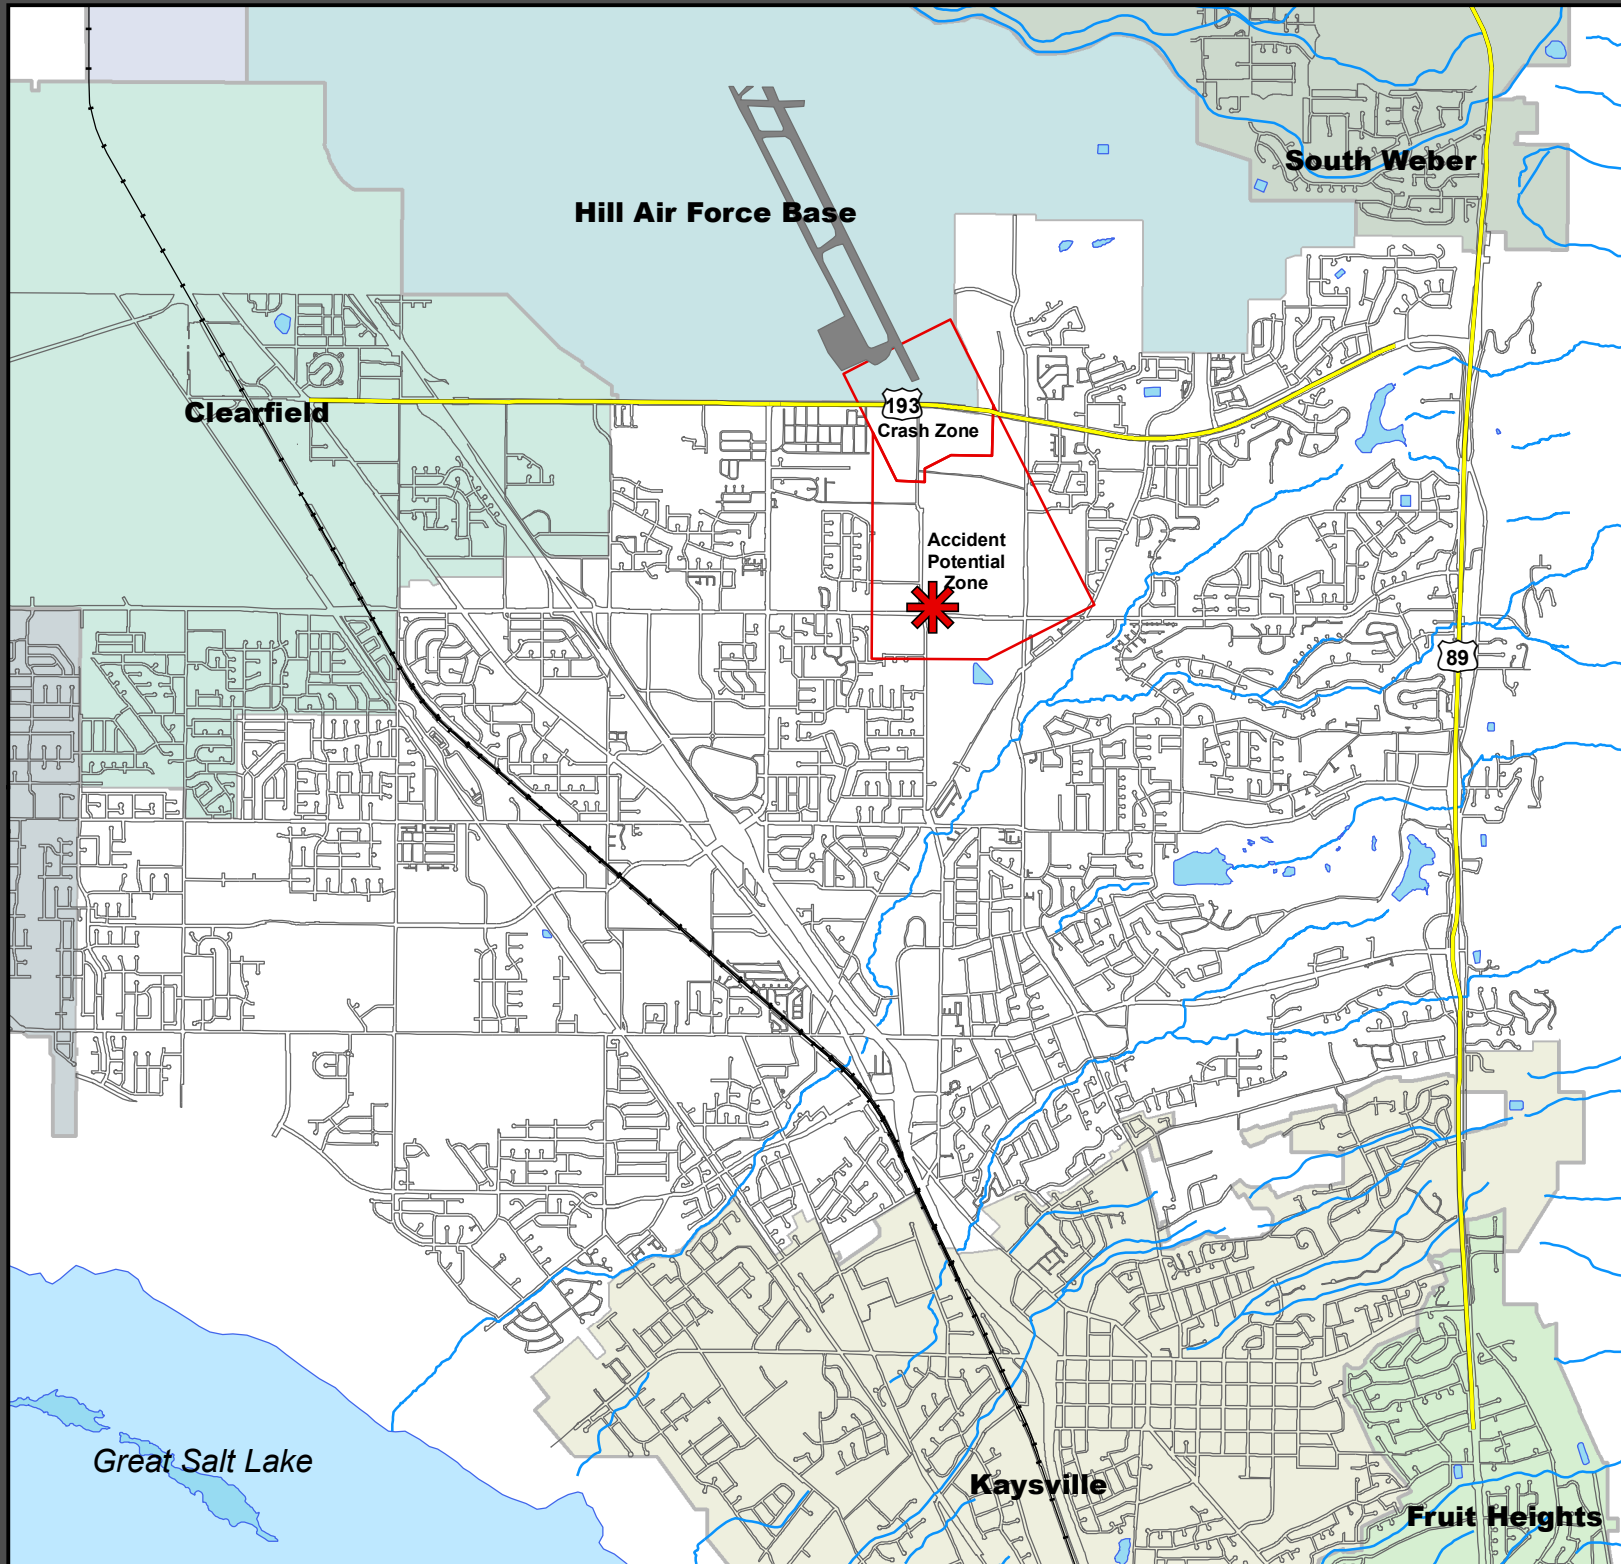 South Weber
Hill Air Force Base
193
Clearfield
Crash Zone
Accident
Potential
Zone
89
Great Salt Lake
Kaysville
Fruit Heights